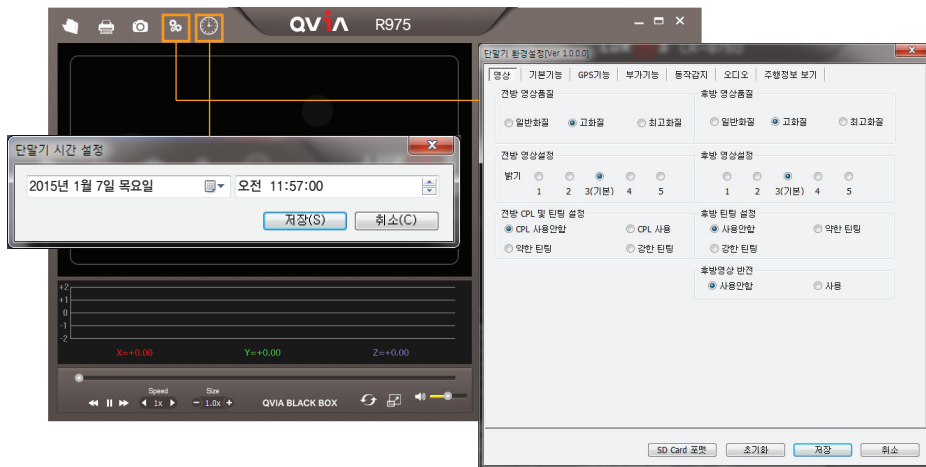 QVIA R975
단말기 환경설정[Ver 1.0.0.0]
영상 기본기능 GPS기능 부가기능 동작감지 오디오 주행정보 보기
전방 영상품질
일반화질 고화질 최고화질
후방 영상품질
일반화질 고화질 최고화질
전방 영상설정
밝기
1 2 3(기본) 4 5
후방 영상설정
1 2 3(기본) 4 5
전방 CPL 및 틴팅 설정
CPL 사용안함 CPL 사용
약한 틴팅 강한 틴팅
후방 틴팅 설정
사용안함 약한 틴팅
강한 틴팅
후방영상 반전
사용안함 사용
SD Card 포맷 초기화 저장 취소
단말기 시간 설정
2015년 1월 7일 목요일 오전 11:57:00
저장(S) 취소(C)
+2
+1
0
-1
-2
X=+0.00 Y=+0.00 Z=+0.00
Speed Size
1x 1.0x QVIA BLACK BOX